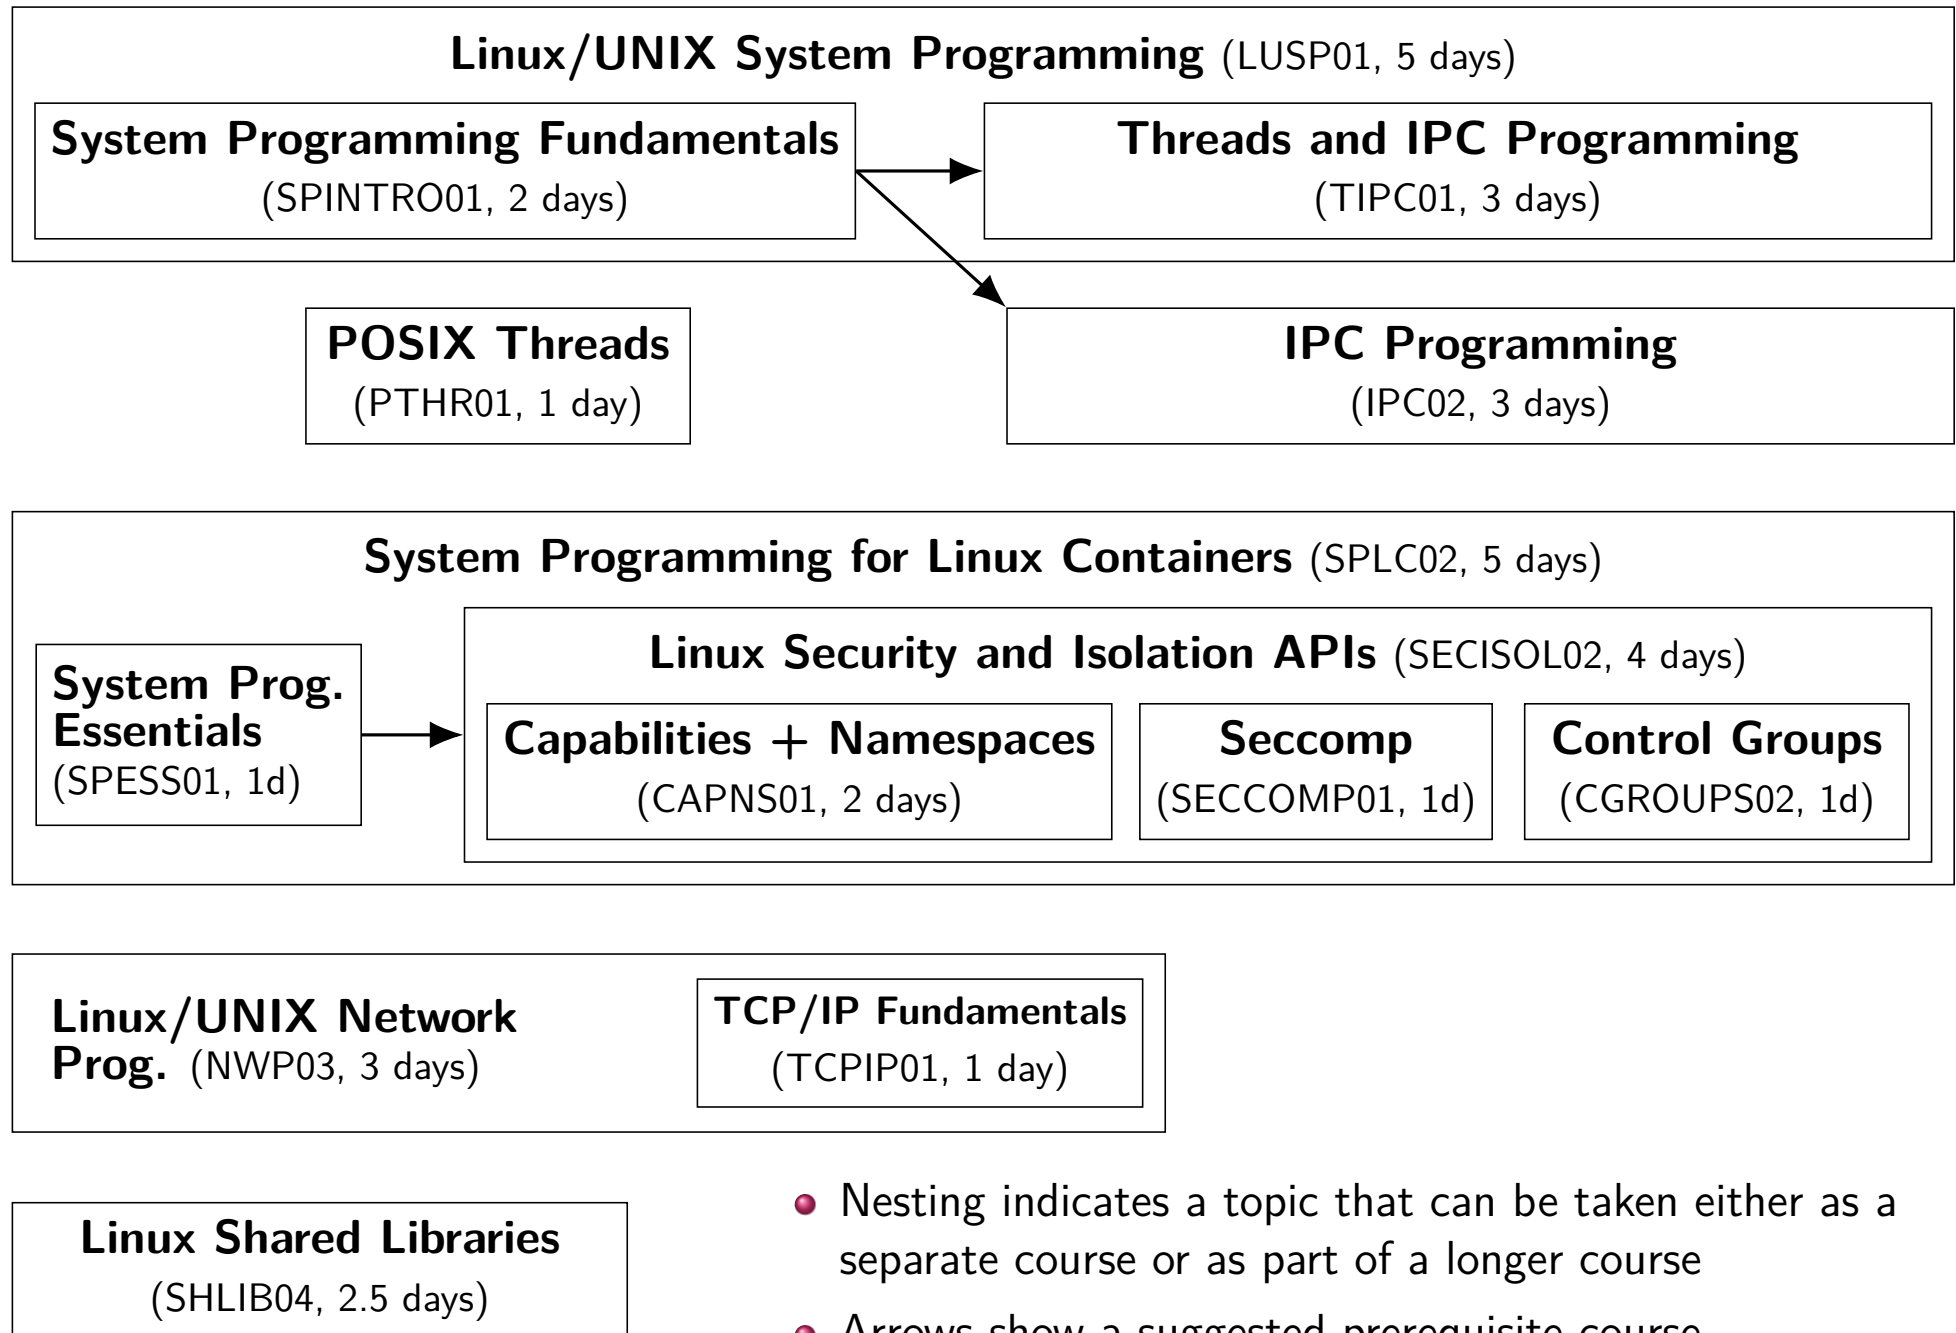 Linux/UNIX System Programming (LUSP01, 5 days)
System Programming Fundamentals
(SPINTRO01, 2 days)
Threads and IPC Programming
(TIPC01, 3 days)
POSIX Threads
(PTHR01, 1 day)
IPC Programming
(IPC02, 3 days)
System Programming for Linux Containers (SPLC02, 5 days)
System Prog.
Essentials
(SPESS01, 1d)
Linux Security and Isolation APIs (SECISOL02, 4 days)
Capabilities + Namespaces
(CAPNS01, 2 days)
Seccomp
(SECCOMP01, 1d)
Control Groups
(CGROUPS02, 1d)
Linux/UNIX Network
Prog. (NWP03, 3 days)
TCP/IP Fundamentals
(TCPIP01, 1 day)
Linux Shared Libraries
(SHLIB04, 2.5 days)
Nesting indicates a topic that can be taken either as a
separate course or as part of a longer course
Arrows show a suggested prerequisite course